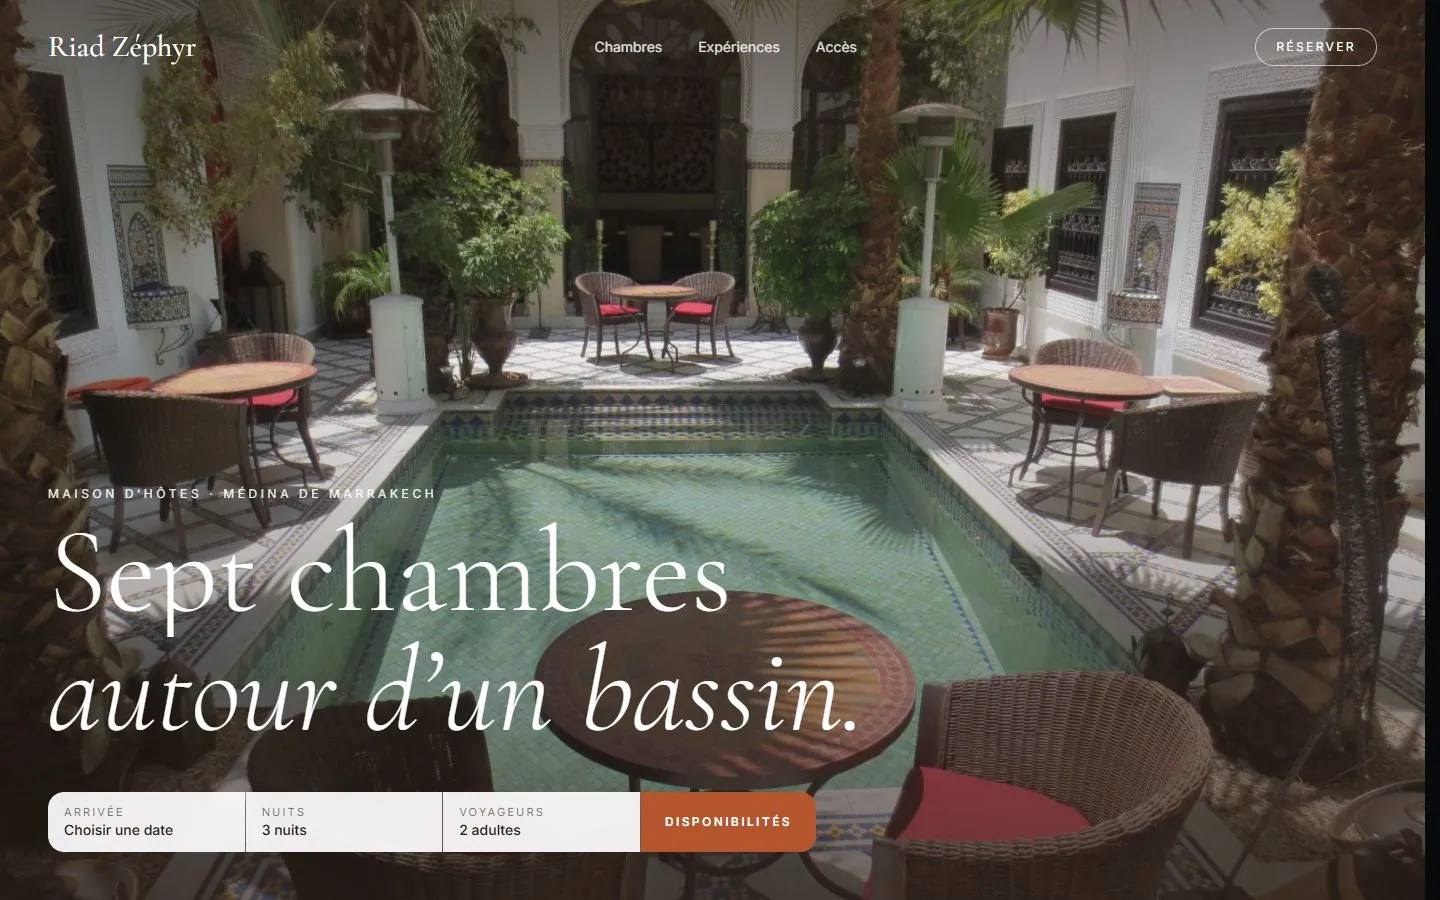 Riad Zéphyr
Chambres Expériences Accès
RÉSERVER
MAISON D’HÔTES · MÉDINA DE MARRAKECH
Sept chambres
autour d’un bassin.
ARRIVÉE
Choisir une date
NUITS
3 nuits
VOYAGEURS
2 adultes
DISPONIBILITÉS